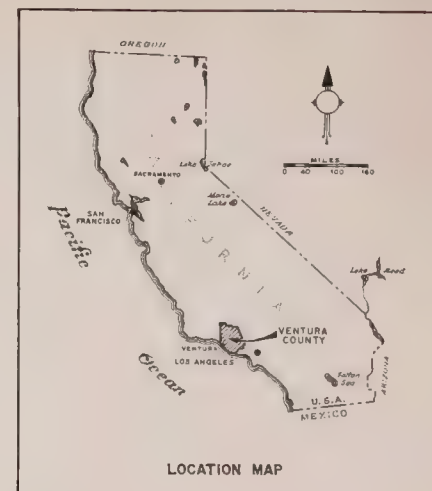 OREGON
Lake Tahoe
SACRAMENTO
MILES
0 40 80 160
Mono
Lake
SAN
FRANCISCO
NEVADA
Pacific
Lake Mead
VENTURA
COUNTY
VENTURA
LOS ANGELES
Ocean
Salton
Sea
ARIZONA
U.S.A.
MEXICO
LOCATION MAP